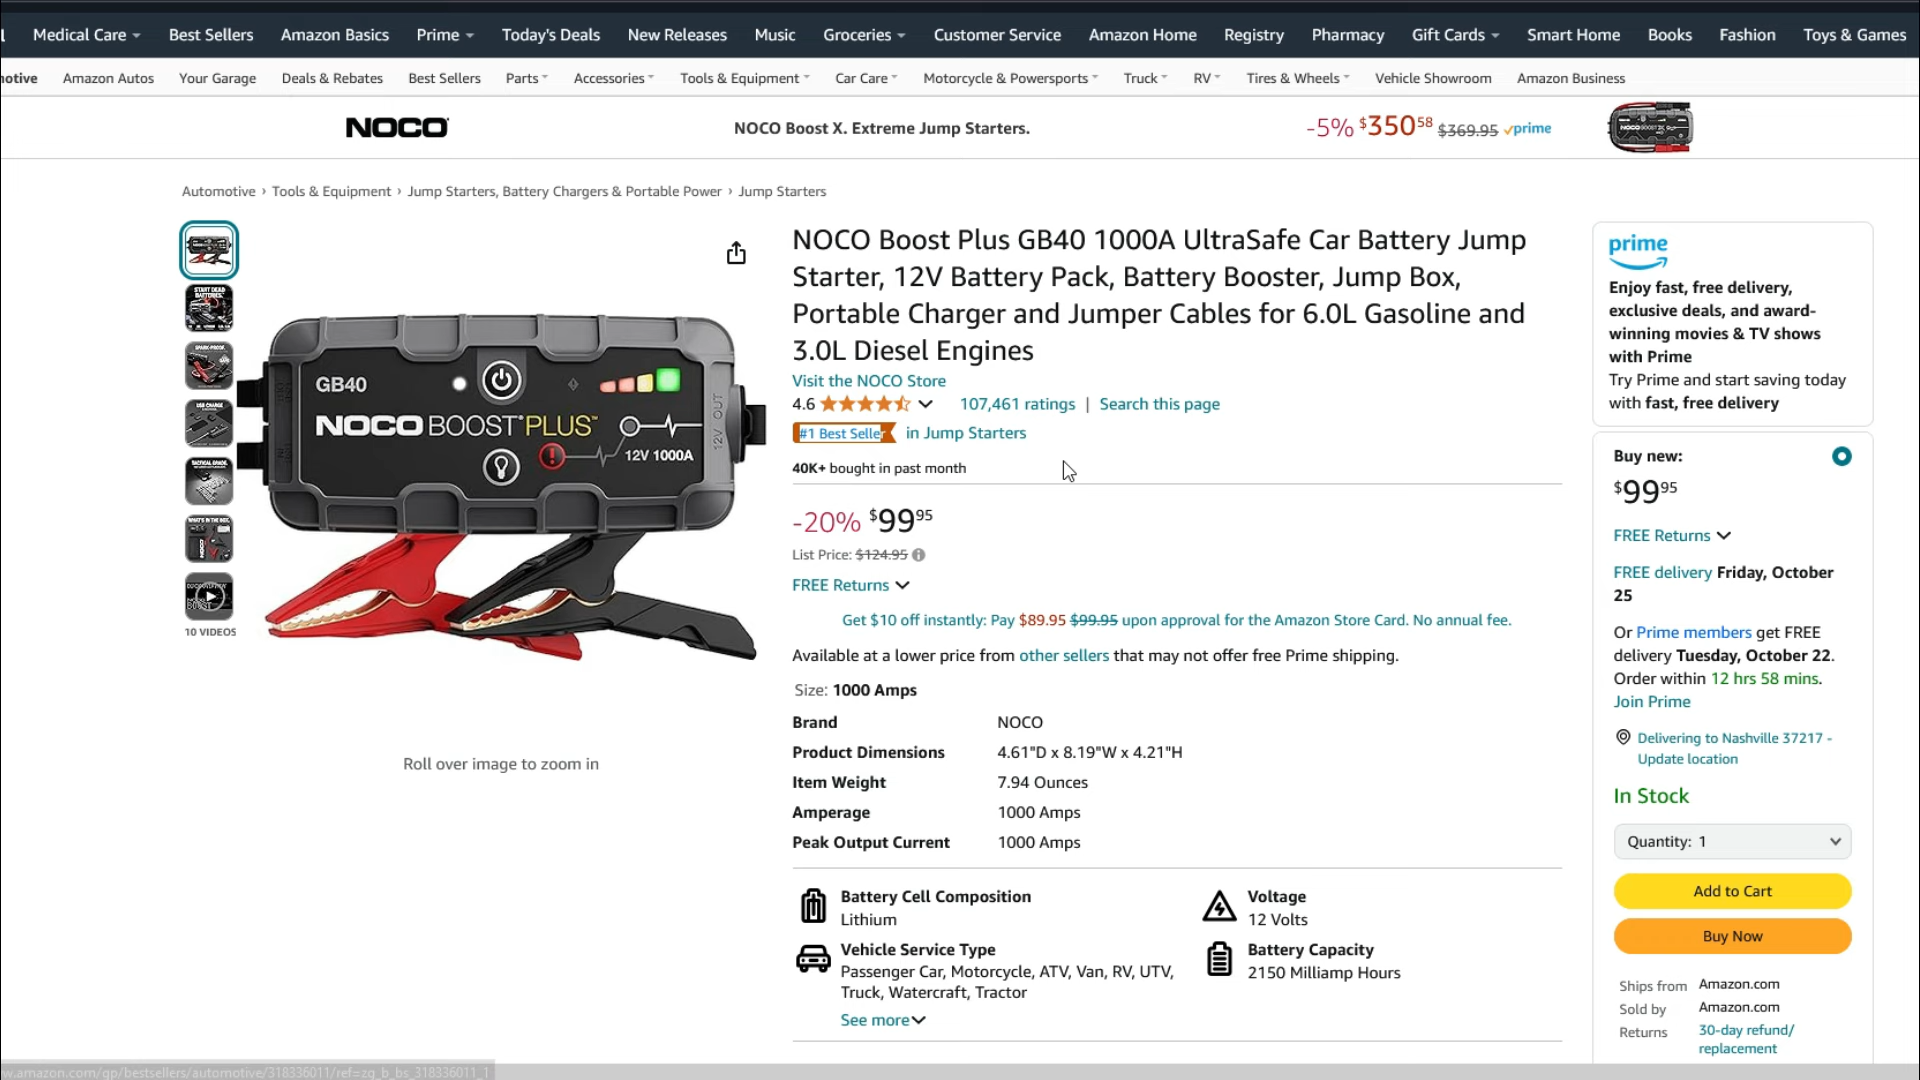 Medical Care Best Sellers Amazon Basics Prime Today's Deals New Releases Music Groceries Customer Service Amazon Home Registry Pharmacy Gift Cards Smart Home Books Fashion Toys & Games
Amazon Autos Your Garage Deals & Rebates Best Sellers Parts Accessories Tools & Equipment Car Care Motorcycle & Powersports Truck RV Tires & Wheels Vehicle Showroom Amazon Business
NOCO NOCO Boost X. Extreme Jump Starters. -5% $350.58 $369.95 prime
Automotive › Tools & Equipment › Jump Starters, Battery Chargers & Portable Power › Jump Starters
START DEAD
BATTERIES.
10 VIDEOS
GB40
NOCO BOOST PLUS™
12V 1000A
12V OUT
Roll over image to zoom in
NOCO Boost Plus GB40 1000A UltraSafe Car Battery Jump
Starter, 12V Battery Pack, Battery Booster, Jump Box,
Portable Charger and Jumper Cables for 6.0L Gasoline and
3.0L Diesel Engines
Visit the NOCO Store
4.6 107,461 ratings | Search this page
#1 Best Seller in Jump Starters
40K+ bought in past month
-20% $99.95
List Price: $124.95
FREE Returns
Get $10 off instantly: Pay $89.95 $99.95 upon approval for the Amazon Store Card. No annual fee.
Available at a lower price from other sellers that may not offer free Prime shipping.
Size: 1000 Amps
Brand NOCO
Product Dimensions 4.61"D x 8.19"W x 4.21"H
Item Weight 7.94 Ounces
Amperage 1000 Amps
Peak Output Current 1000 Amps
Battery Cell Composition
Lithium
Voltage
12 Volts
Vehicle Service Type
Passenger Car, Motorcycle, ATV, Van, RV, UTV,
Truck, Watercraft, Tractor
Battery Capacity
2150 Milliamp Hours
See more
prime
Enjoy fast, free delivery,
exclusive deals, and award-
winning movies & TV shows
with Prime
Try Prime and start saving today
with fast, free delivery
Buy new:
$99.95
FREE Returns
FREE delivery Friday, October
25
Or Prime members get FREE
delivery Tuesday, October 22.
Order within 12 hrs 58 mins.
Join Prime
Delivering to Nashville 37217 -
Update location
In Stock
Quantity: 1
Add to Cart
Buy Now
Ships from Amazon.com
Sold by Amazon.com
Returns 30-day refund/
replacement
w.amazon.com/gp/bestsellers/automotive/318336011/ref=zg_b_bs_318336011_1